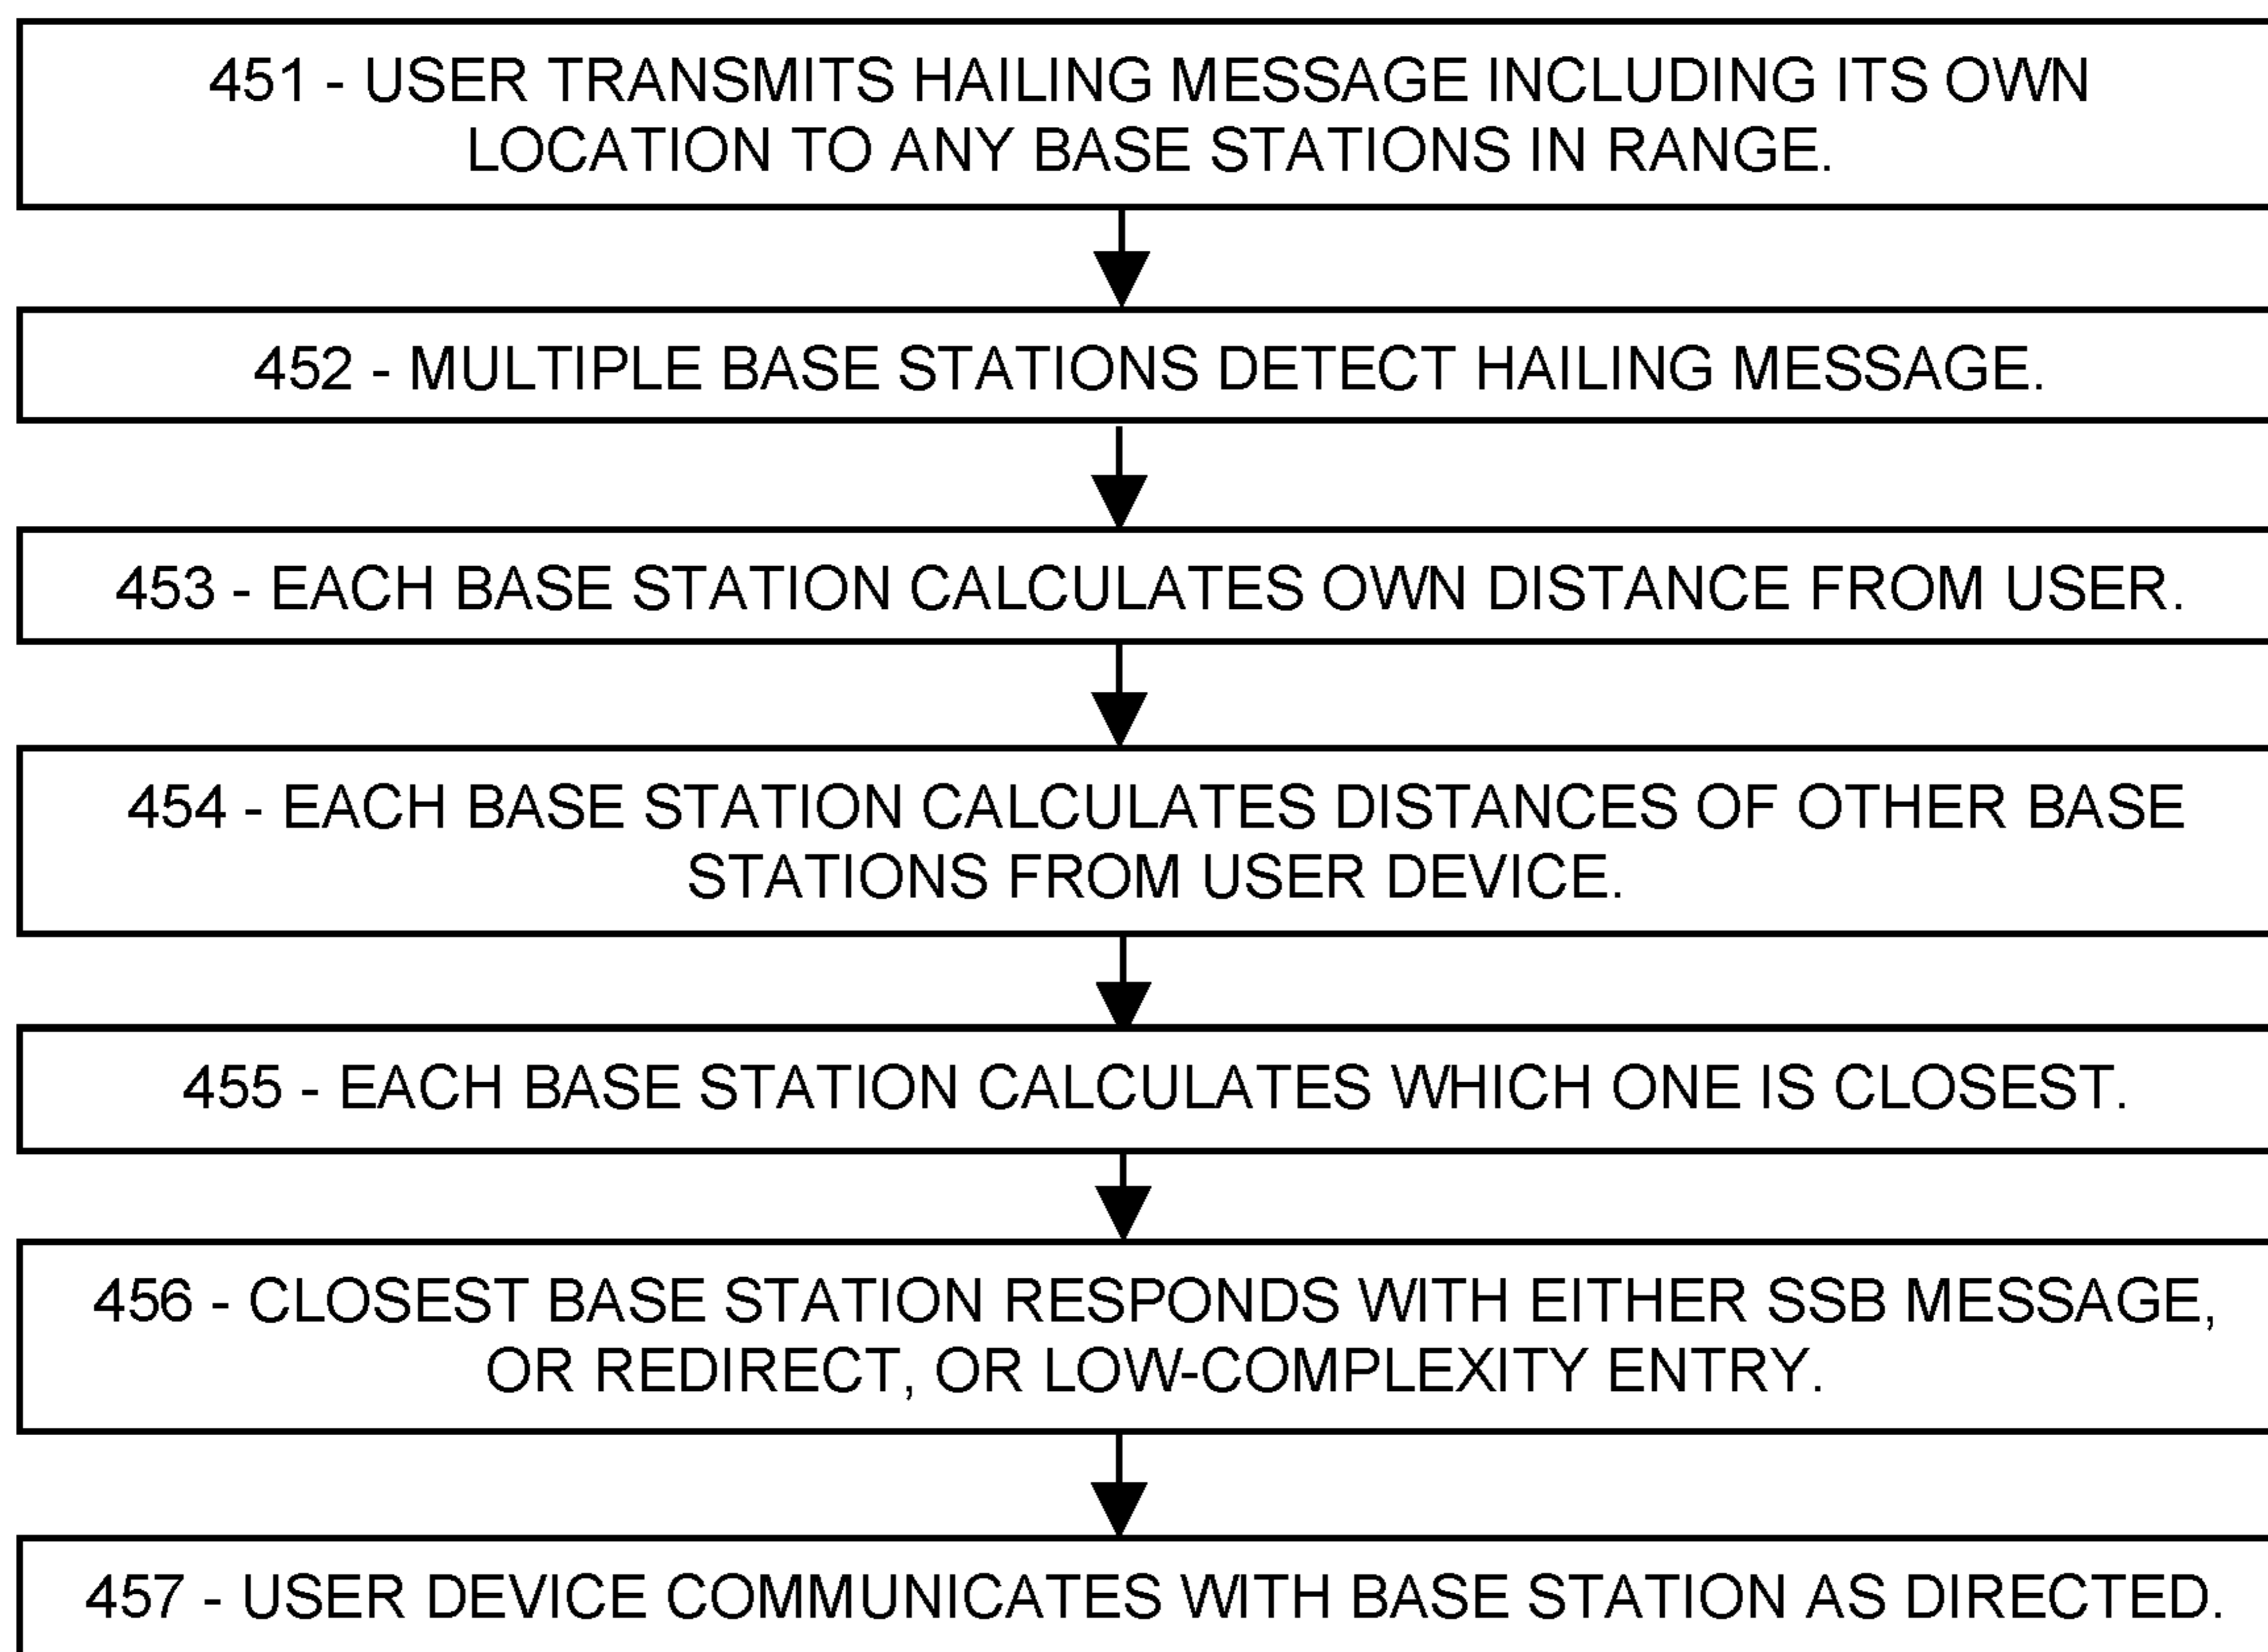 451 - USER TRANSMITS HAILING MESSAGE INCLUDING ITS OWN
LOCATION TO ANY BASE STATIONS IN RANGE.
452 - MULTIPLE BASE STATIONS DETECT HAILING MESSAGE.
453 - EACH BASE STATION CALCULATES OWN DISTANCE FROM USER.
454 - EACH BASE STATION CALCULATES DISTANCES OF OTHER BASE
STATIONS FROM USER DEVICE.
455 - EACH BASE STATION CALCULATES WHICH ONE IS CLOSEST.
456 - CLOSEST BASE STATION RESPONDS WITH EITHER SSB MESSAGE,
OR REDIRECT, OR LOW-COMPLEXITY ENTRY.
457 - USER DEVICE COMMUNICATES WITH BASE STATION AS DIRECTED.